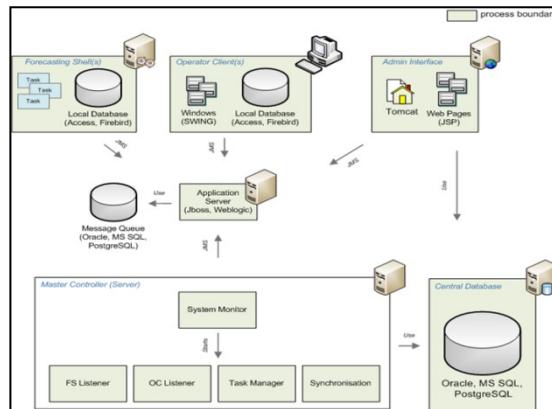 process boundary
Forecasting Shell(s)
Task
Task
Task
Local Database
(Access, Firebird)
Operator Client(s)
Windows
(SWING)
Local Database
(Access, Firebird)
Admin Interface
Tomcat
Web Pages
(JSP)
JMS
JMS
JMS
Use
Application
Server
(Jboss, Weblogic)
Use
Message Queue
(Oracle, MS SQL,
PostgreSQL)
JMS
Master Controller (Server)
System Monitor
Starts
FS Listener
OC Listener
Task Manager
Synchronisation
Use
Central Database
Oracle, MS SQL,
PostgreSQL